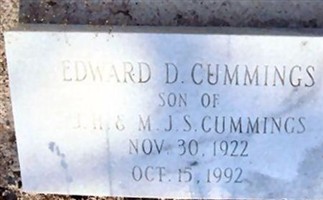 EDWARD D. CUMMINGS
SON OF
J. H. & M. J. S. CUMMINGS
NOV. 30, 1922
OCT. 15, 1992